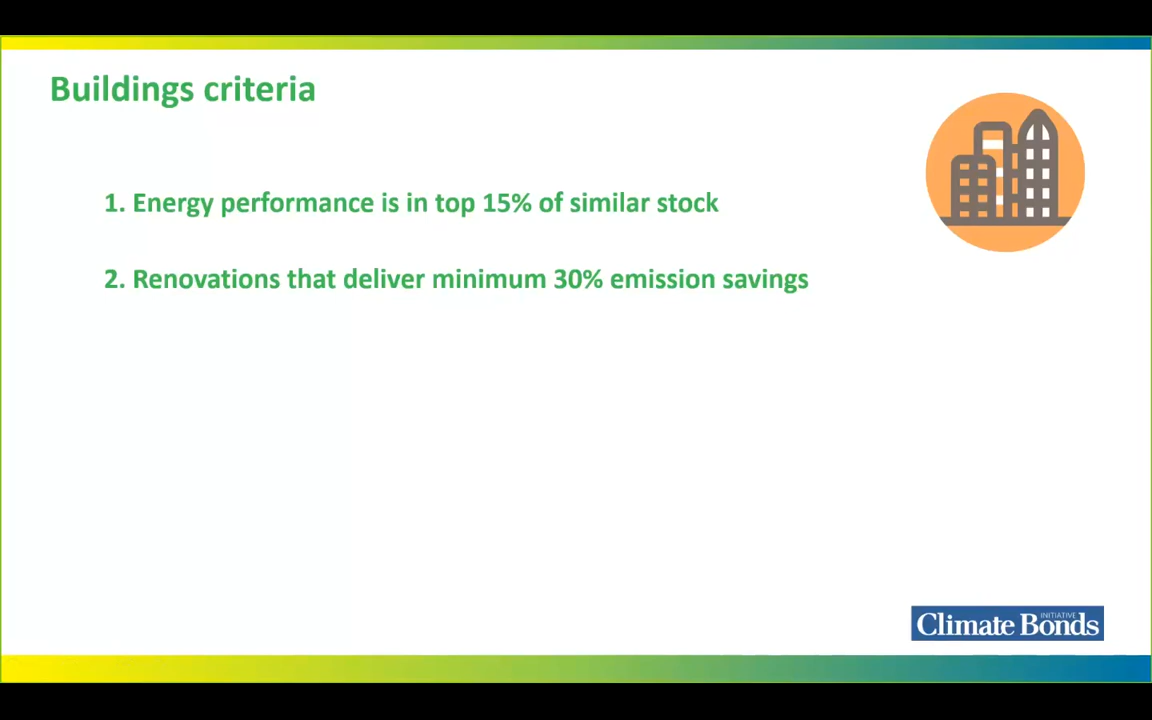 Buildings criteria
1. Energy performance is in top 15% of similar stock
2. Renovations that deliver minimum 30% emission savings
INITIATIVE
Climate Bonds